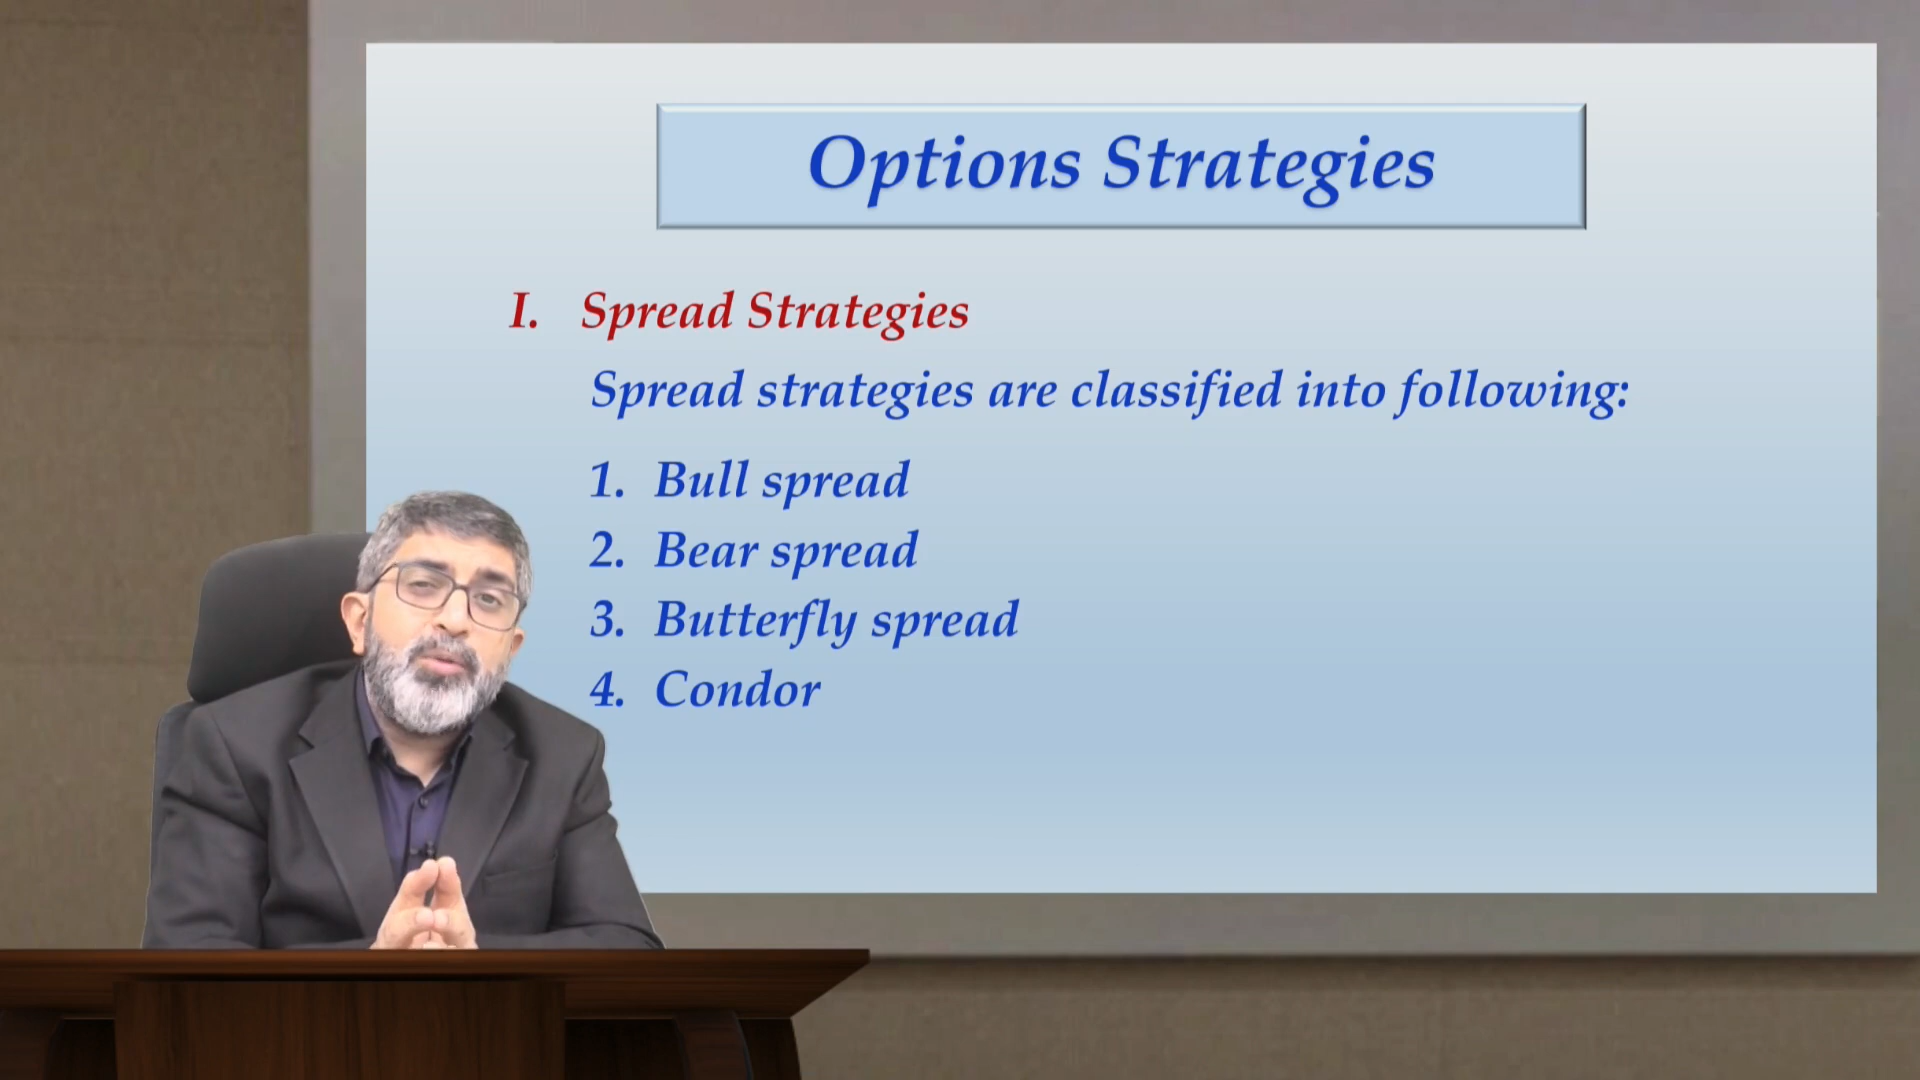 Options Strategies
I. Spread Strategies
Spread strategies are classified into following:
1. Bull spread
2. Bear spread
3. Butterfly spread
4. Condor